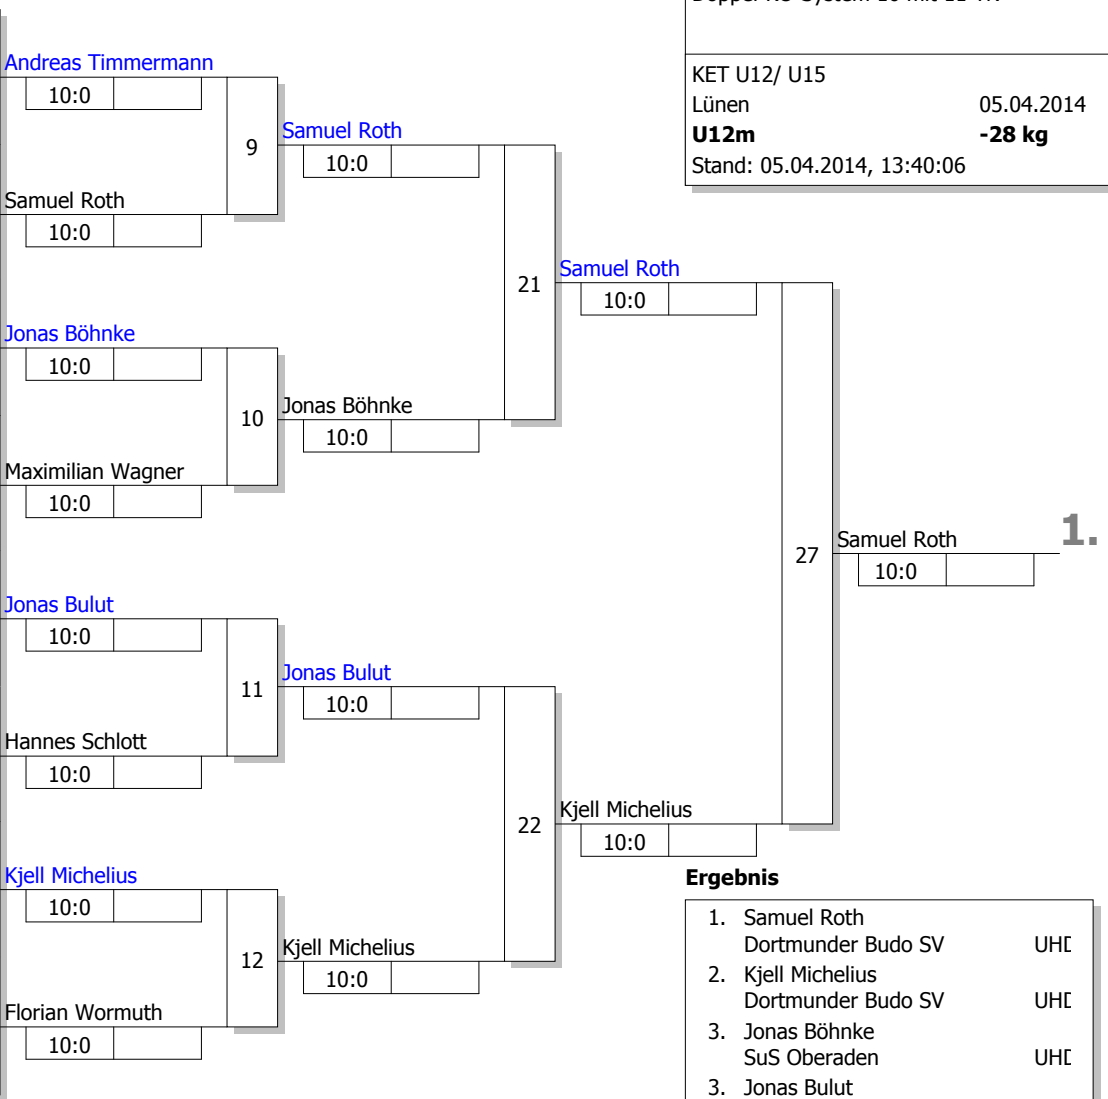 KET U12/ U15
Lünen 05.04.2014
U12m -28 kg
Stand: 05.04.2014, 13:40:06
Andreas Timmermann
10:0
9
Samuel Roth
10:0
Samuel Roth
10:0
21
Samuel Roth
10:0
Jonas Böhnke
10:0
10
Jonas Böhnke
10:0
Maximilian Wagner
10:0
27
Samuel Roth
10:0
1.
Jonas Bulut
10:0
11
Jonas Bulut
10:0
Hannes Schlott
10:0
22
Kjell Michelius
10:0
Kjell Michelius
10:0
12
Kjell Michelius
10:0
Florian Wormuth
10:0
Ergebnis
1. Samuel Roth
Dortmunder Budo SV
2. Kjell Michelius
Dortmunder Budo SV
3. Jonas Böhnke
SuS Oberaden
3. Jonas Bulut